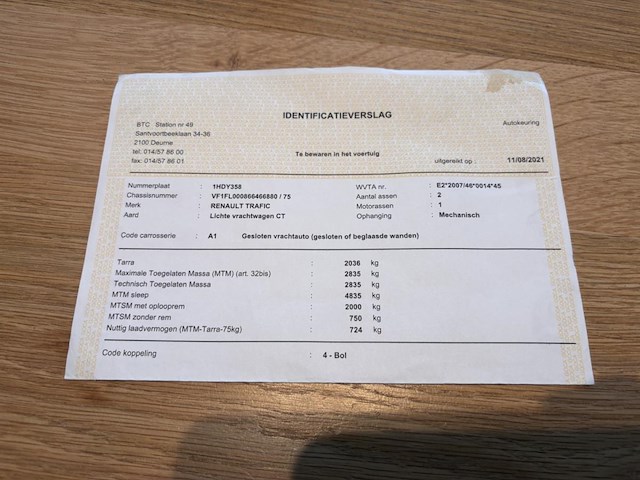 IDENTIFICATIEVERSLAG
BTC Station nr 49
Santvoortbeeklaan 34-36
2100 Deurne
tel: 014/57 86 00
fax: 014/57 86 01
Autokeuring
Te bewaren in het voertuig
uitgereikt op : 11/08/2021
Nummerplaat : 1HDY358 WVTA nr. : E2*2007/46*0014*45
Chassisnummer : VF1FL000866466880 / 75 Aantal assen : 2
Merk : RENAULT TRAFIC Motorassen : 1
Aard : Lichte vrachtwagen CT Ophanging : Mechanisch
Code carrosserie : A1 Gesloten vrachtauto (gesloten of beglaasde wanden)
Tarra : 2036 kg
Maximale Toegelaten Massa (MTM) (art. 32bis) : 2835 kg
Technisch Toegelaten Massa : 2835 kg
MTM sleep : 4835 kg
MTSM met oplooprem : 2000 kg
MTSM zonder rem : 750 kg
Nuttig laadvermogen (MTM-Tarra-75kg) : 724 kg
Code koppeling : 4 - Bol